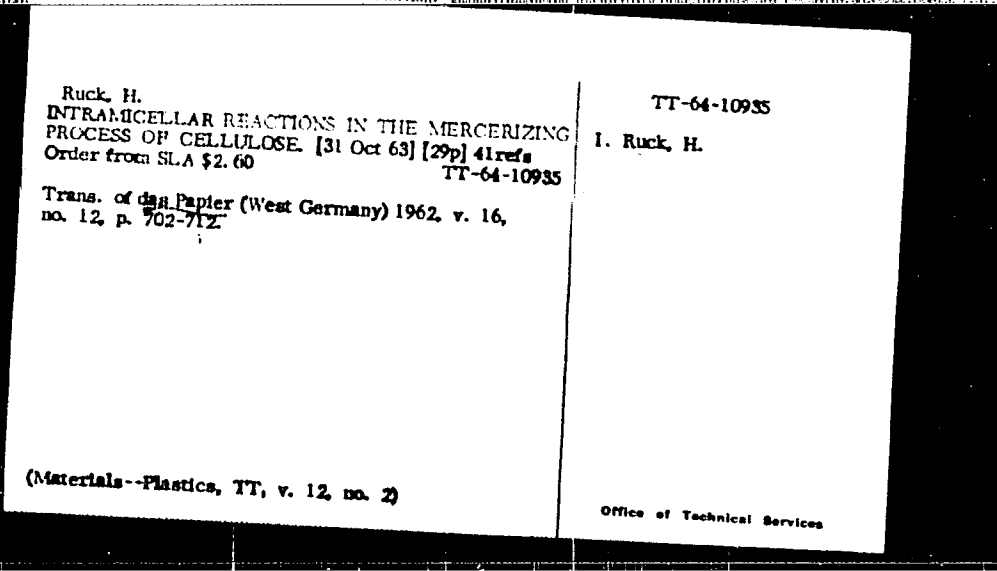 Ruck, H.
INTRAMICELLAR REACTIONS IN THE MERCERIZING
PROCESS OF CELLULOSE. [31 Oct 63] [29p] 41refs
Order from SLA $2.60
TT-64-10935
Trans. of das Papier (West Germany) 1962, v. 16,
no. 12, p. 702-712.
(Materials--Plastics, TT, v. 12, no. 2)
TT-64-10935
I. Ruck, H.
Office of Technical Services